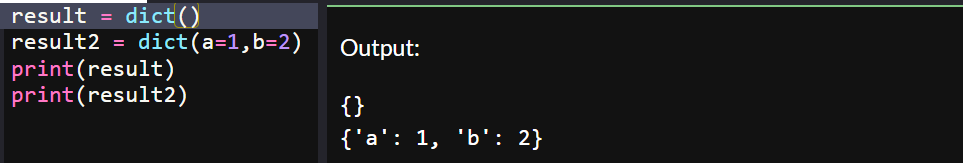 result = dict()
result2 = dict(a=1,b=2)
print(result)
print(result2)
Output:
{}
{'a': 1, 'b': 2}